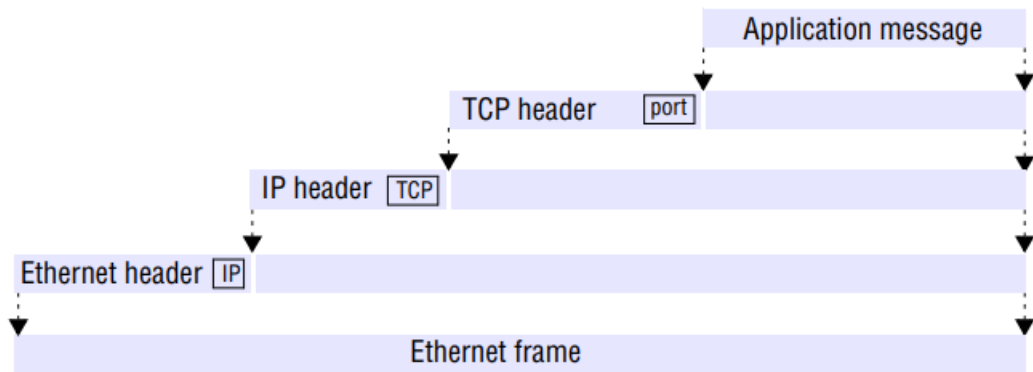 Application message
TCP header port
IP header TCP
Ethernet header IP
Ethernet frame